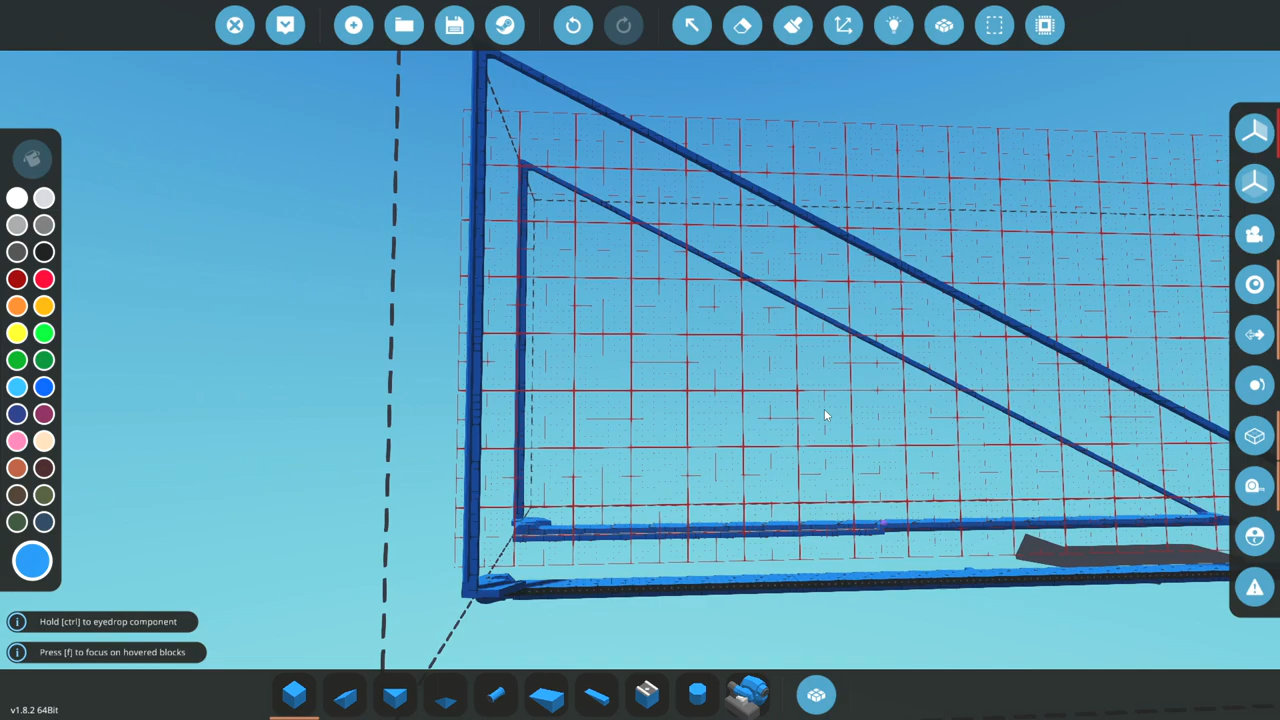 Hold [ctrl] to eyedrop component
Press [f] to focus on hovered blocks
v1.8.2 64Bit